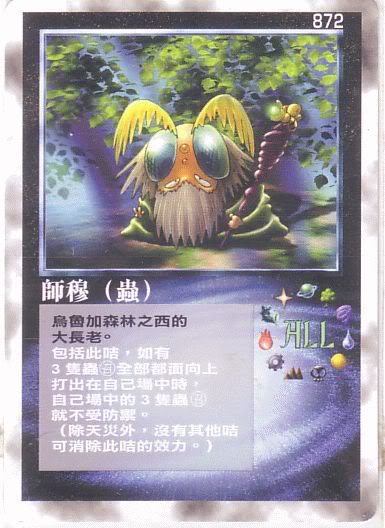 872
師穆（蟲）
烏魯加森林之西的
大長老。
包括此咭，如有
3 隻蟲全部都面向上
打出在自己場中時，
自己場中的 3 隻蟲
就不受防禦。
（除天災外，沒有其他咭
可消除此咭的效力。）
ALL